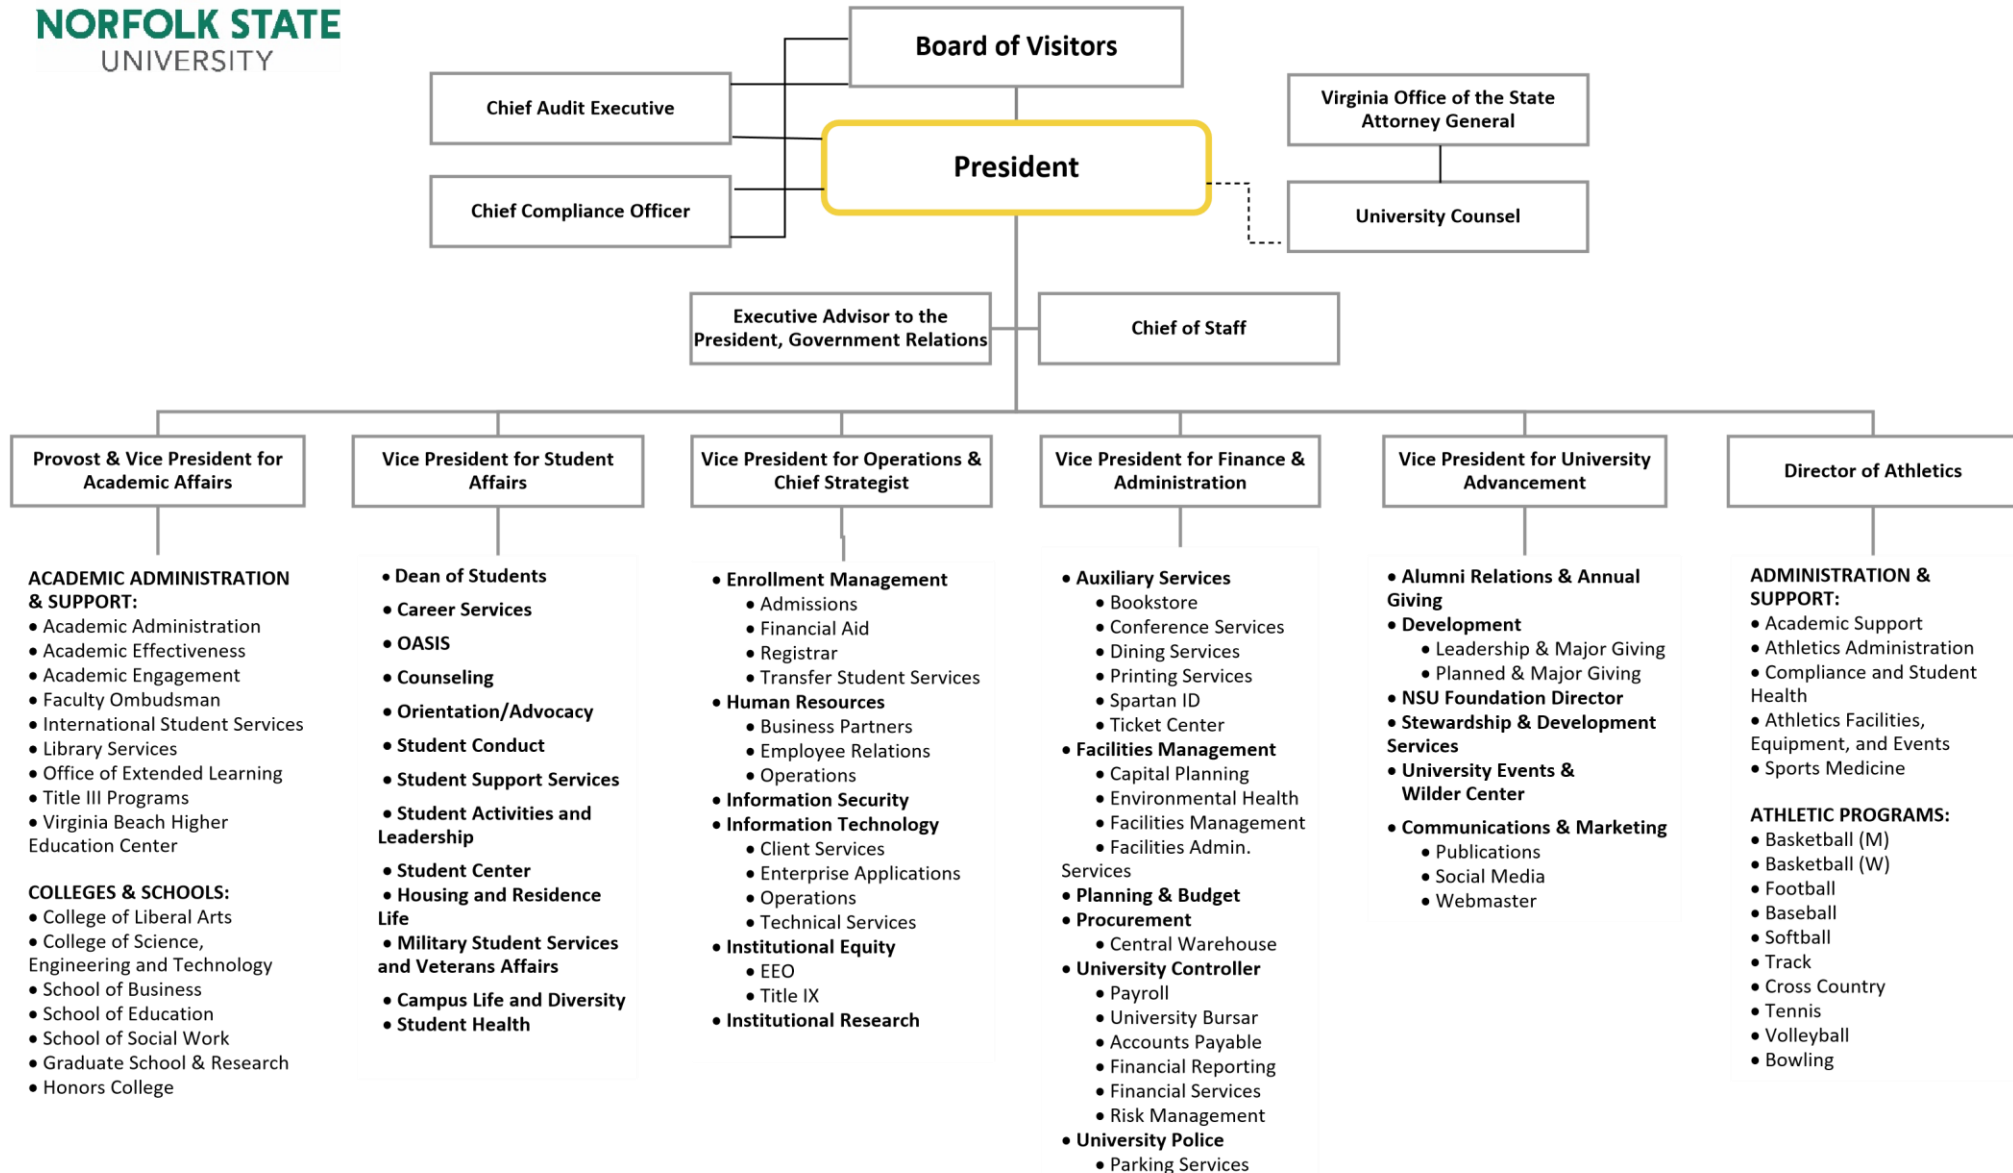 NORFOLK STATE
UNIVERSITY
Board of Visitors
Chief Audit Executive
Virginia Office of the State
Attorney General
President
Chief Compliance Officer
University Counsel
Executive Advisor to the
President, Government Relations
Chief of Staff
Provost & Vice President for
Academic Affairs
Vice President for Student
Affairs
Vice President for Operations &
Chief Strategist
Vice President for Finance &
Administration
Vice President for University
Advancement
Director of Athletics
ACADEMIC ADMINISTRATION
& SUPPORT:
• Academic Administration
• Academic Effectiveness
• Academic Engagement
• Faculty Ombudsman
• International Student Services
• Library Services
• Office of Extended Learning
• Title III Programs
• Virginia Beach Higher
Education Center
COLLEGES & SCHOOLS:
• College of Liberal Arts
• College of Science,
Engineering and Technology
• School of Business
• School of Education
• School of Social Work
• Graduate School & Research
• Honors College
• Dean of Students
• Career Services
• OASIS
• Counseling
• Orientation/Advocacy
• Student Conduct
• Student Support Services
• Student Activities and
Leadership
• Student Center
• Housing and Residence
Life
• Military Student Services
and Veterans Affairs
• Campus Life and Diversity
• Student Health
• Enrollment Management
• Admissions
• Financial Aid
• Registrar
• Transfer Student Services
• Human Resources
• Business Partners
• Employee Relations
• Operations
• Information Security
• Information Technology
• Client Services
• Enterprise Applications
• Operations
• Technical Services
• Institutional Equity
• EEO
• Title IX
• Institutional Research
• Auxiliary Services
• Bookstore
• Conference Services
• Dining Services
• Printing Services
• Spartan ID
• Ticket Center
• Facilities Management
• Capital Planning
• Environmental Health
• Facilities Management
• Facilities Admin.
Services
• Planning & Budget
• Procurement
• Central Warehouse
• University Controller
• Payroll
• University Bursar
• Accounts Payable
• Financial Reporting
• Financial Services
• Risk Management
• University Police
• Parking Services
• Alumni Relations & Annual
Giving
• Development
• Leadership & Major Giving
• Planned & Major Giving
• NSU Foundation Director
• Stewardship & Development
Services
• University Events &
Wilder Center
• Communications & Marketing
• Publications
• Social Media
• Webmaster
ADMINISTRATION &
SUPPORT:
• Academic Support
• Athletics Administration
• Compliance and Student
Health
• Athletics Facilities,
Equipment, and Events
• Sports Medicine
ATHLETIC PROGRAMS:
• Basketball (M)
• Basketball (W)
• Football
• Baseball
• Softball
• Track
• Cross Country
• Tennis
• Volleyball
• Bowling